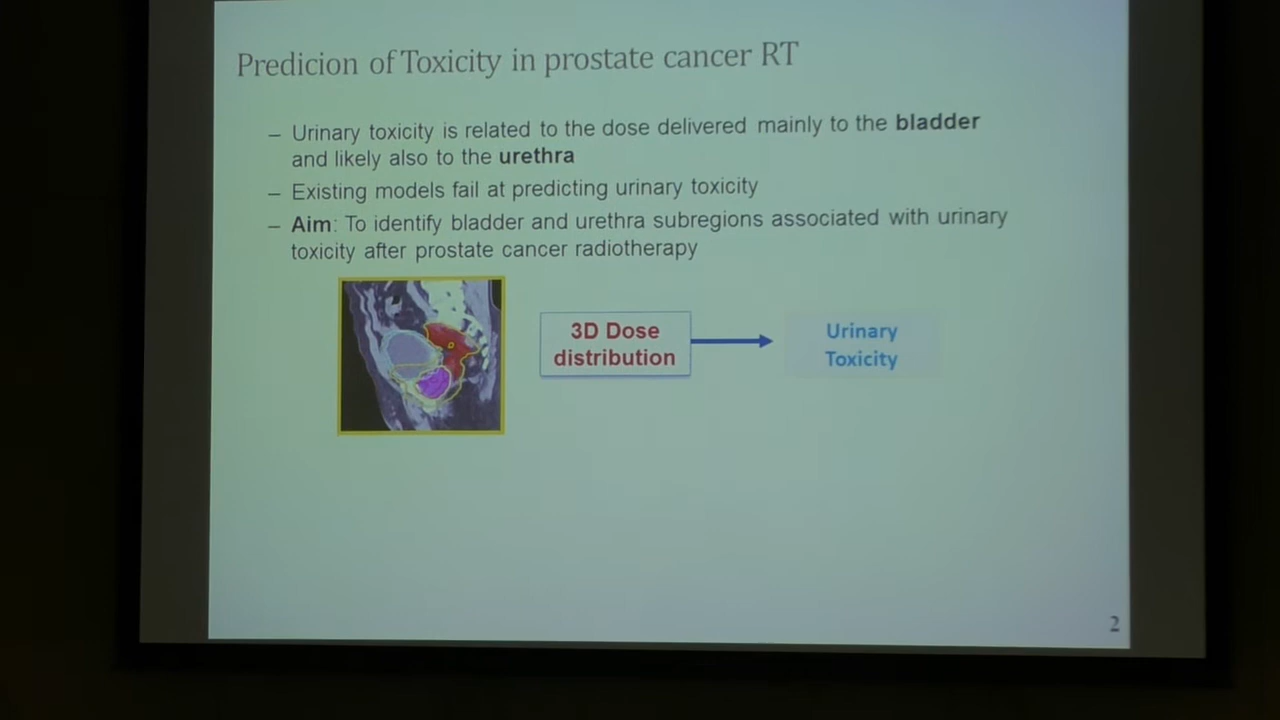 Predicion of Toxicity in prostate cancer RT
– Urinary toxicity is related to the dose delivered mainly to the bladder
and likely also to the urethra
– Existing models fail at predicting urinary toxicity
– Aim: To identify bladder and urethra subregions associated with urinary
toxicity after prostate cancer radiotherapy
3D Dose
distribution
Urinary
Toxicity
2